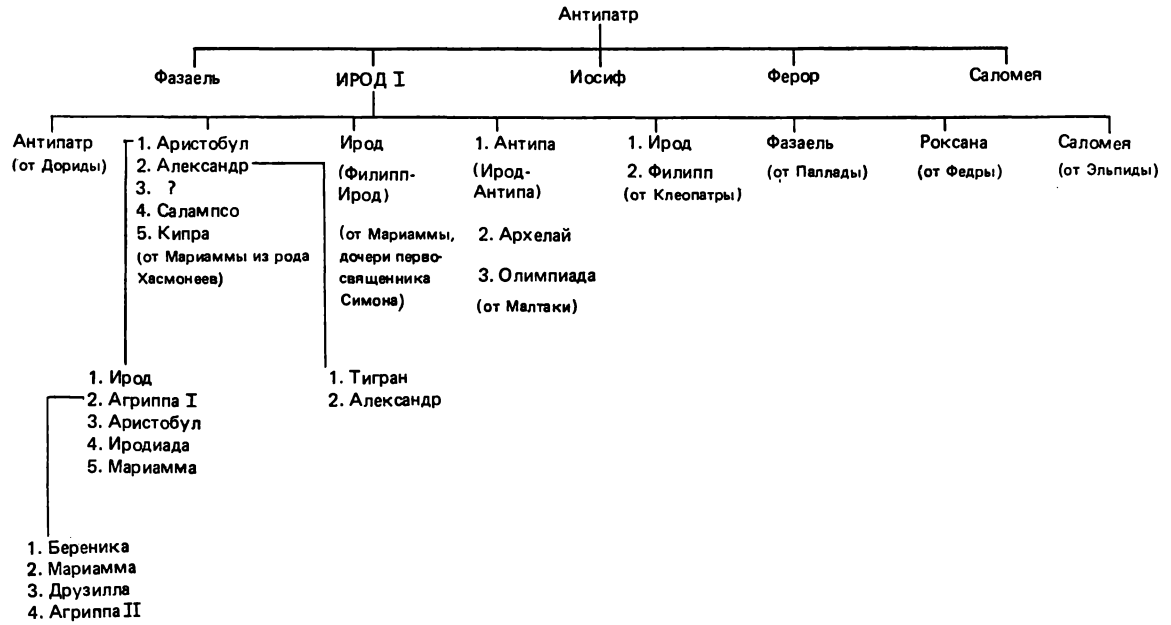 Антипатр
Фазаель
ИРОД I
Иосиф
Ферор
Саломея
Антипатр
(от Дориды)
1. Аристобул
2. Александр
3. ?
4. Салампсо
5. Кипра
(от Мариаммы из рода
Хасмонеев)
Ирод
(Филипп-
Ирод)
(от Мариаммы,
дочери перво-
священника
Симона)
1. Антипа
(Ирод-
Антипа)
2. Архелай
3. Олимпиада
(от Малтаки)
1. Ирод
2. Филипп
(от Клеопатры)
Фазаель
(от Паллады)
Роксана
(от Федры)
Саломея
(от Эльпиды)
1. Ирод
2. Агриппа I
3. Аристобул
4. Иродиада
5. Мариамма
1. Тигран
2. Александр
1. Береника
2. Мариамма
3. Друзилла
4. Агриппа II